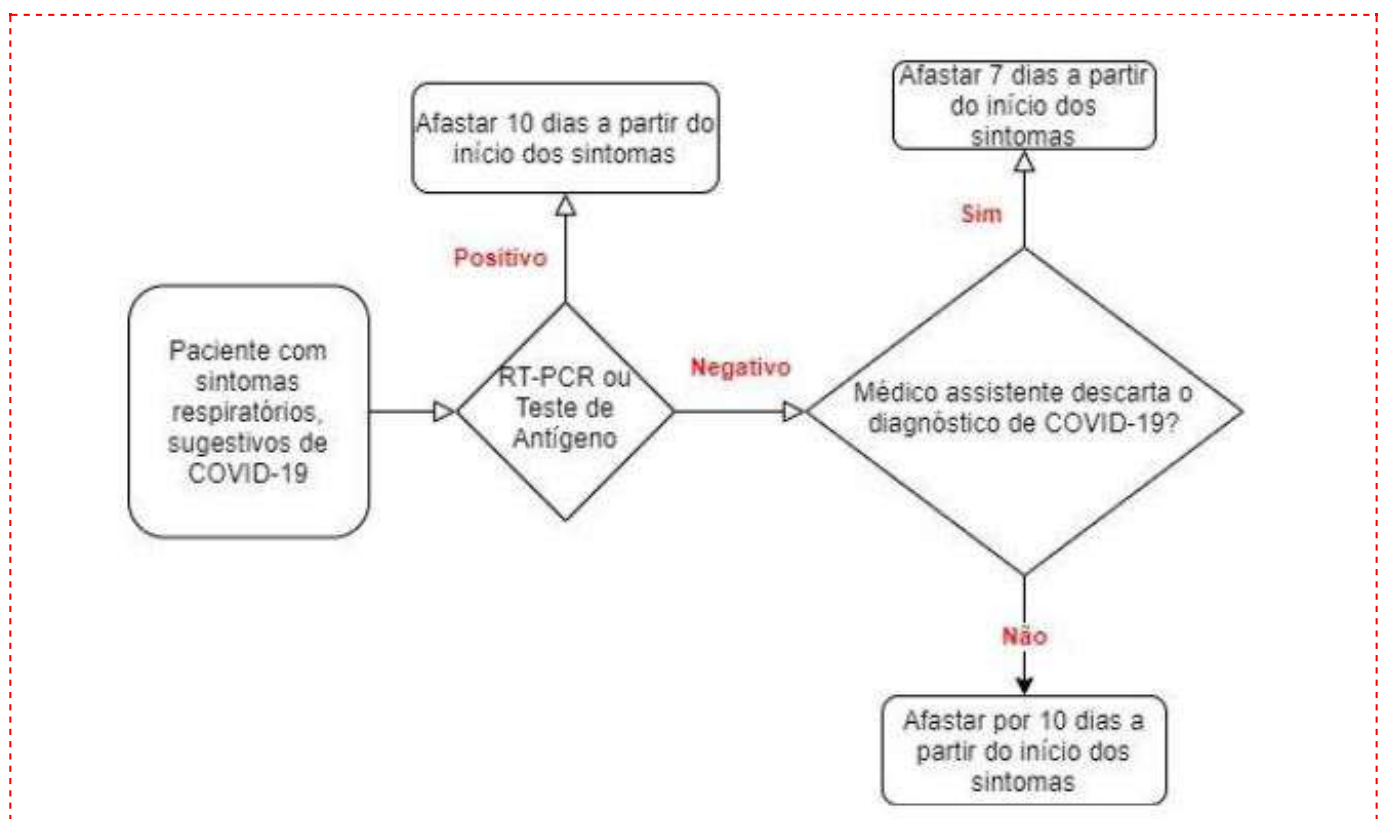 Paciente com
sintomas
respiratórios,
sugestivos de
COVID-19
RT-PCR ou
Teste de
Antígeno
Positivo
Afastar 10 dias a partir do
início dos sintomas
Negativo
Médico assistente descarta o
diagnóstico de COVID-19?
Sim
Afastar 7 dias a partir
do início dos
sintomas
Não
Afastar por 10 dias a
partir do início dos
sintomas